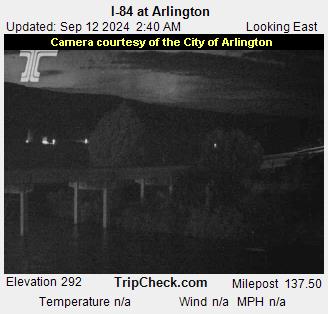 I-84 at Arlington
Updated: Sep 12 2024 2:40 AM Looking East
Camera courtesy of the City of Arlington
Elevation 292 TripCheck.com Milepost 137.50
Temperature n/a Wind n/a MPH n/a